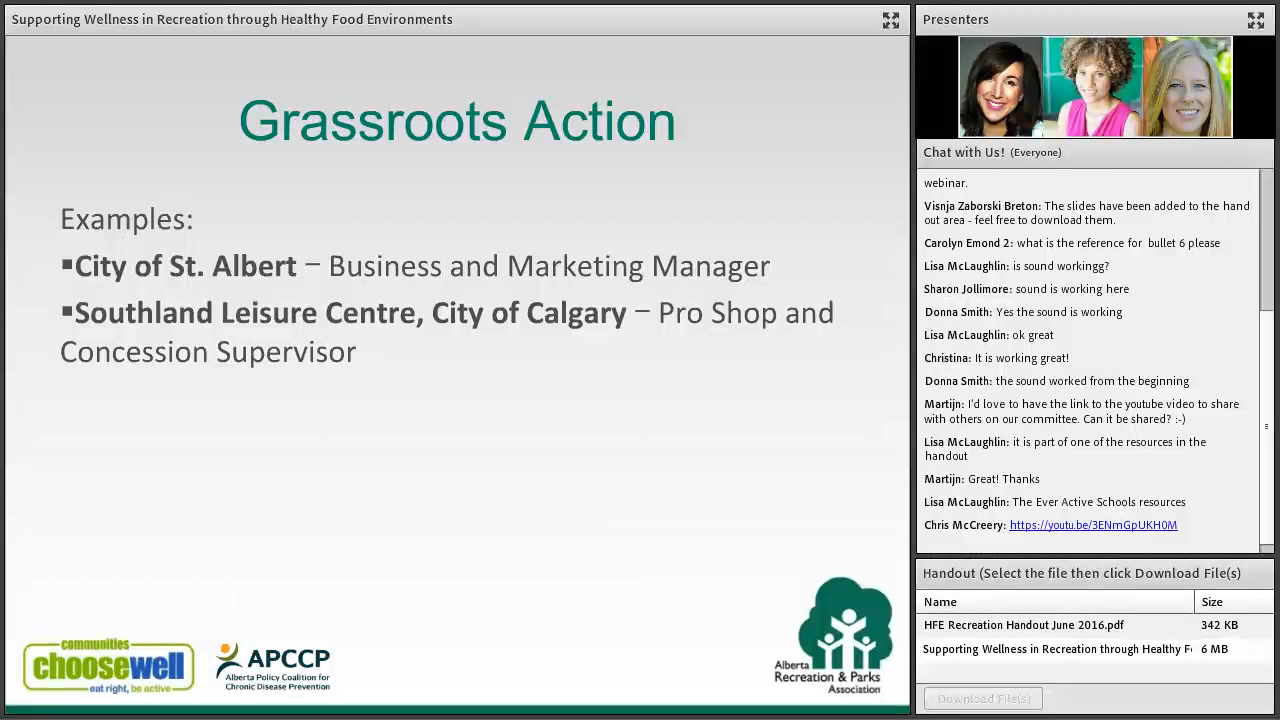 Supporting Wellness in Recreation through Healthy Food Environments
Grassroots Action
Examples:
▪City of St. Albert – Business and Marketing Manager
▪Southland Leisure Centre, City of Calgary – Pro Shop and
Concession Supervisor
communities
choosewell
eat right, be active
APCCP
Alberta Policy Coalition for
Chronic Disease Prevention
Alberta
Recreation & Parks
Association
Presenters
Chat with Us! (Everyone)
webinar.
Visnja Zaborski Breton: The slides have been added to the hand
out area - feel free to download them.
Carolyn Emond 2: what is the reference for bullet 6 please
Lisa McLaughlin: is sound workingg?
Sharon Jollimore: sound is working here
Donna Smith: Yes the sound is working
Lisa McLaughlin: ok great
Christina: It is working great!
Donna Smith: the sound worked from the beginning
Martijn: I'd love to have the link to the youtube video to share
with others on our committee. Can it be shared? :-)
Lisa McLaughlin: it is part of one of the resources in the
handout
Martijn: Great! Thanks
Lisa McLaughlin: The Ever Active Schools resources
Chris McCreery: https://youtu.be/3ENmGpUKH0M
Handout (Select the file then click Download File(s)
Name Size
HFE Recreation Handout June 2016.pdf 342 KB
Supporting Wellness in Recreation through Healthy F 6 MB
Download File(s)